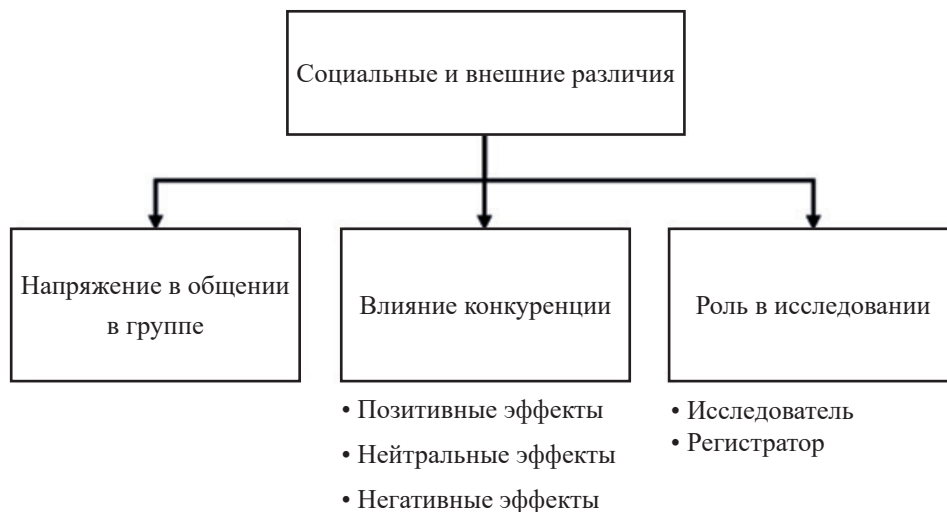 Социальные и внешние различия
Напряжение в общении
в группе
Влияние конкуренции
• Позитивные эффекты
• Нейтральные эффекты
• Негативные эффекты
Роль в исследовании
• Исследователь
• Регистратор